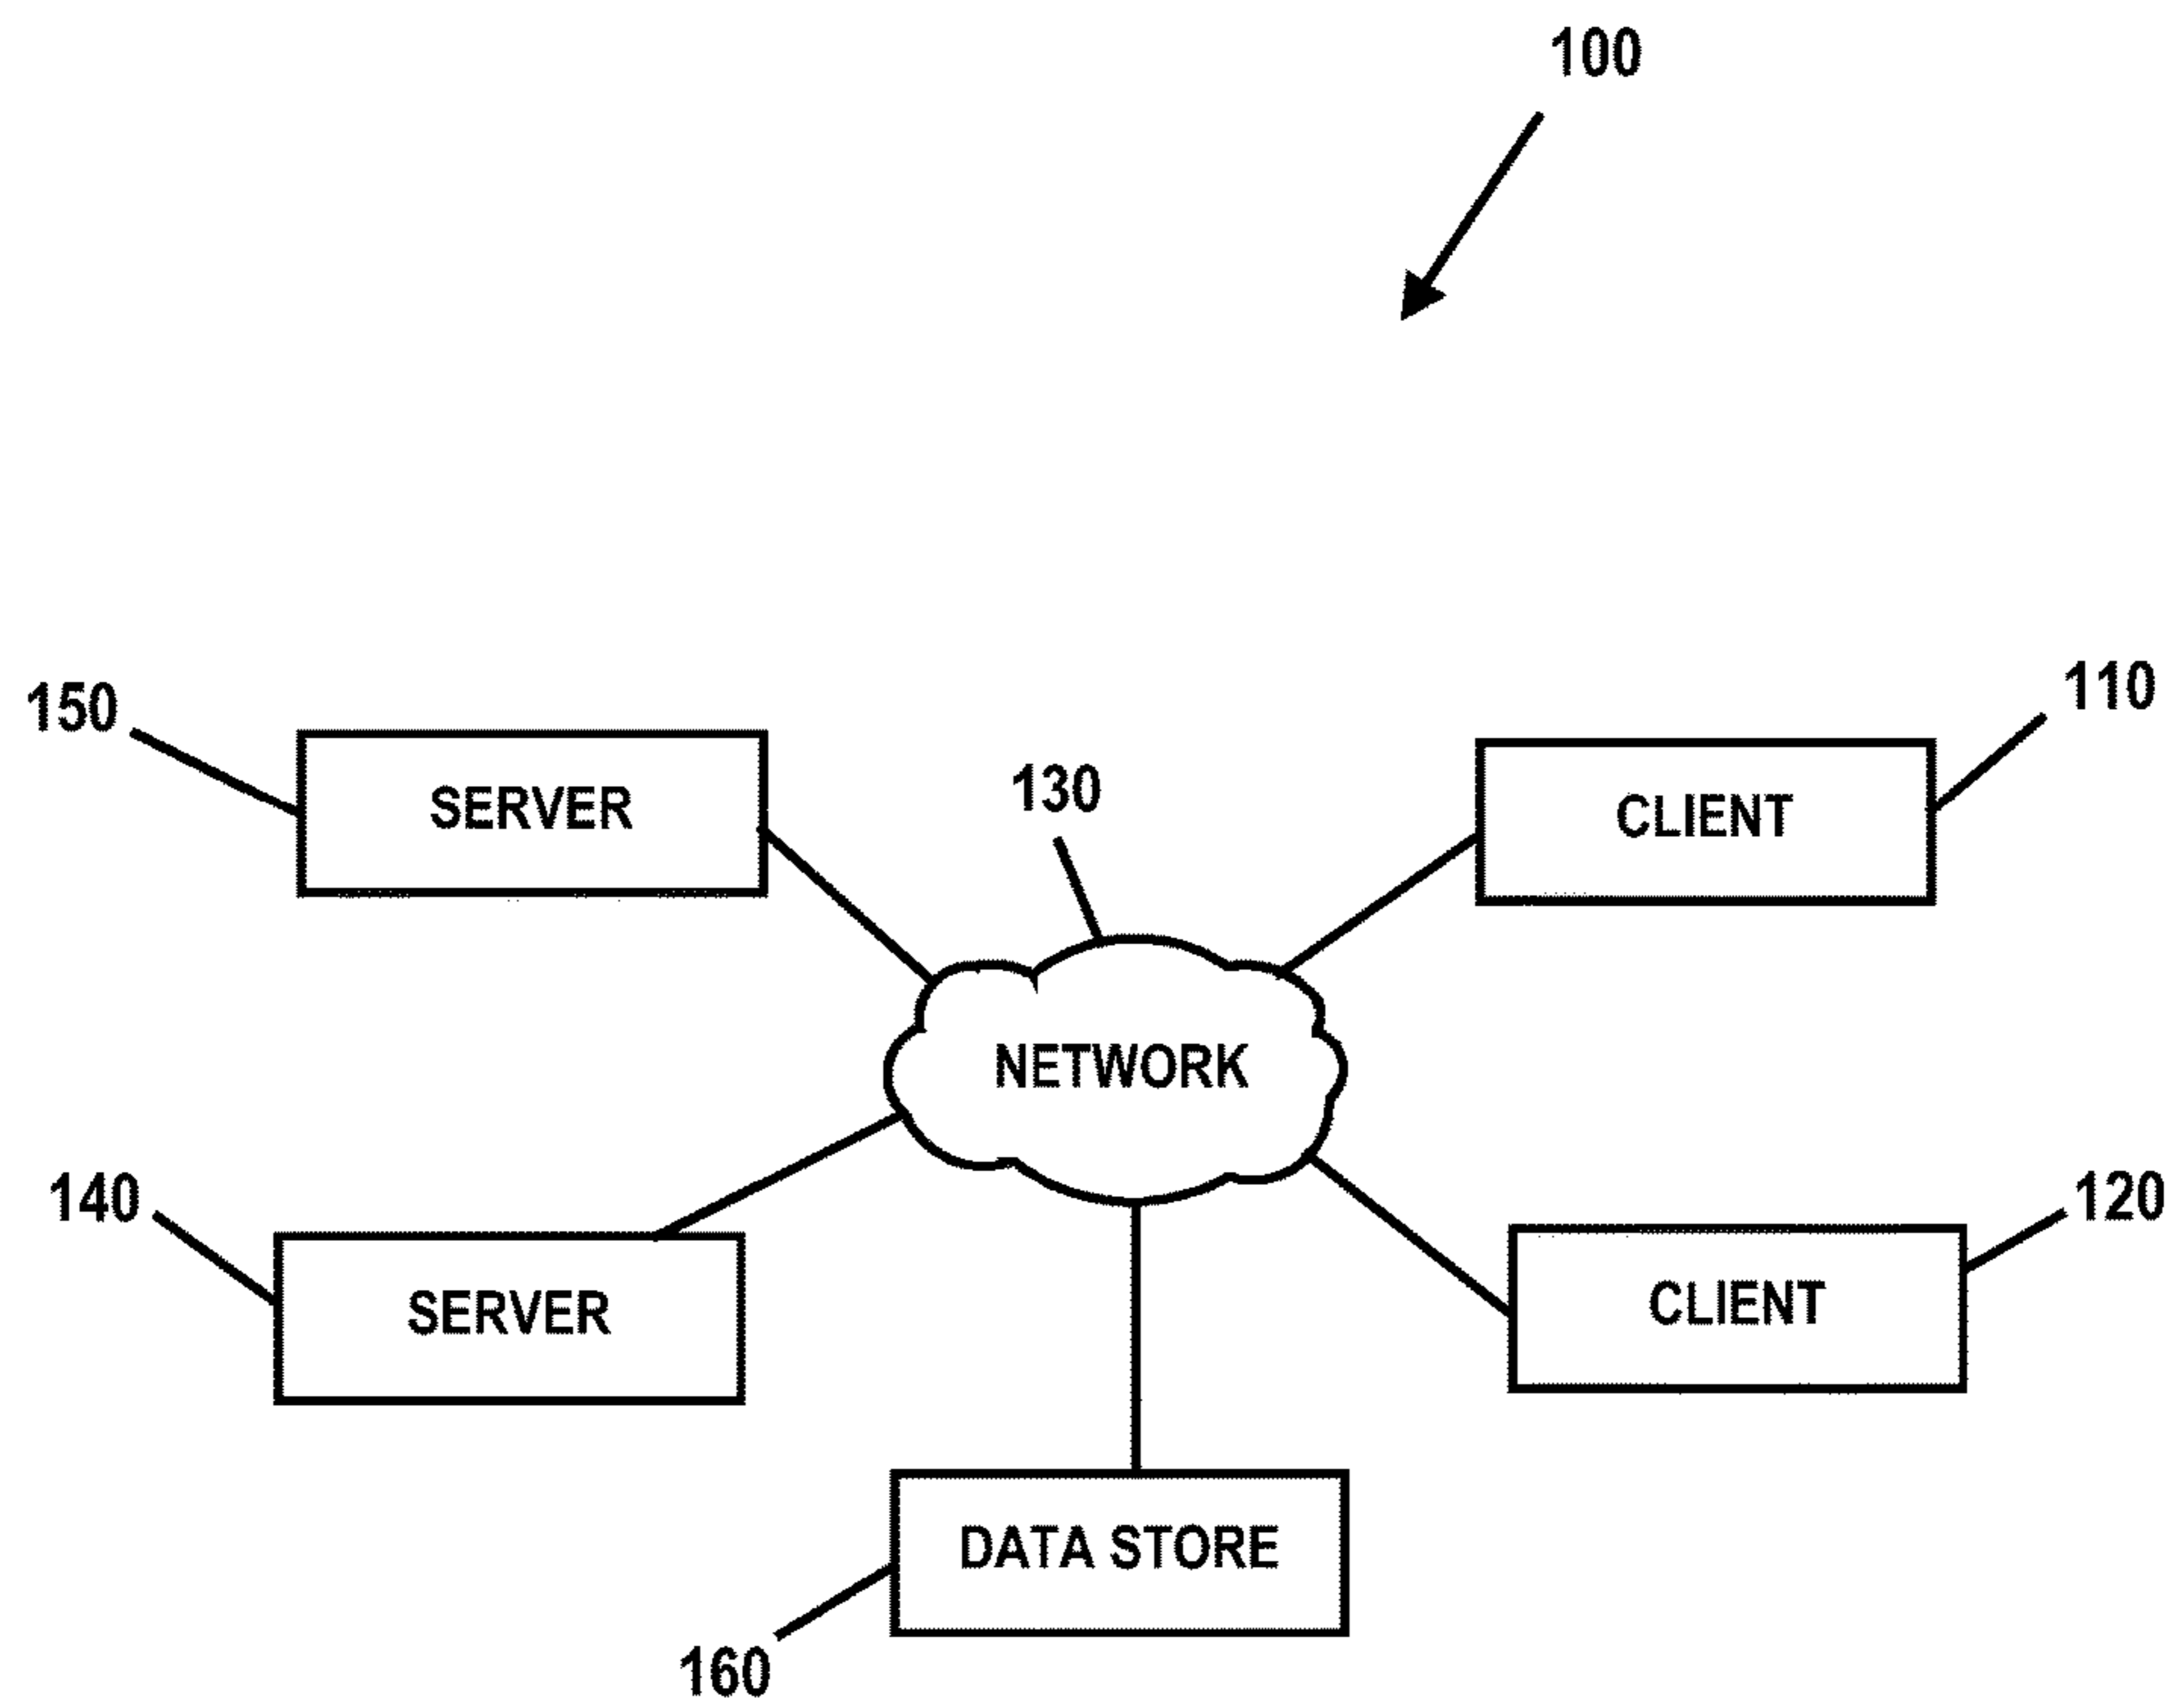 100
150
110
SERVER
130
CLIENT
NETWORK
140
120
SERVER
CLIENT
DATA STORE
160